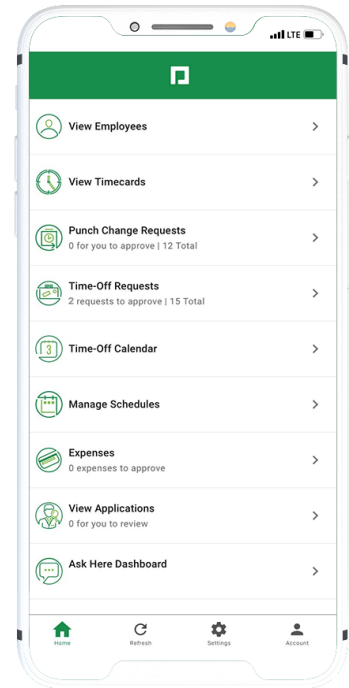 LTE
View Employees
View Timecards
Punch Change Requests
0 for you to approve | 12 Total
Time-Off Requests
2 requests to approve | 15 Total
3
Time-Off Calendar
Manage Schedules
Expenses
0 expenses to approve
View Applications
0 for you to review
Ask Here Dashboard
Home
Refresh
Settings
Account